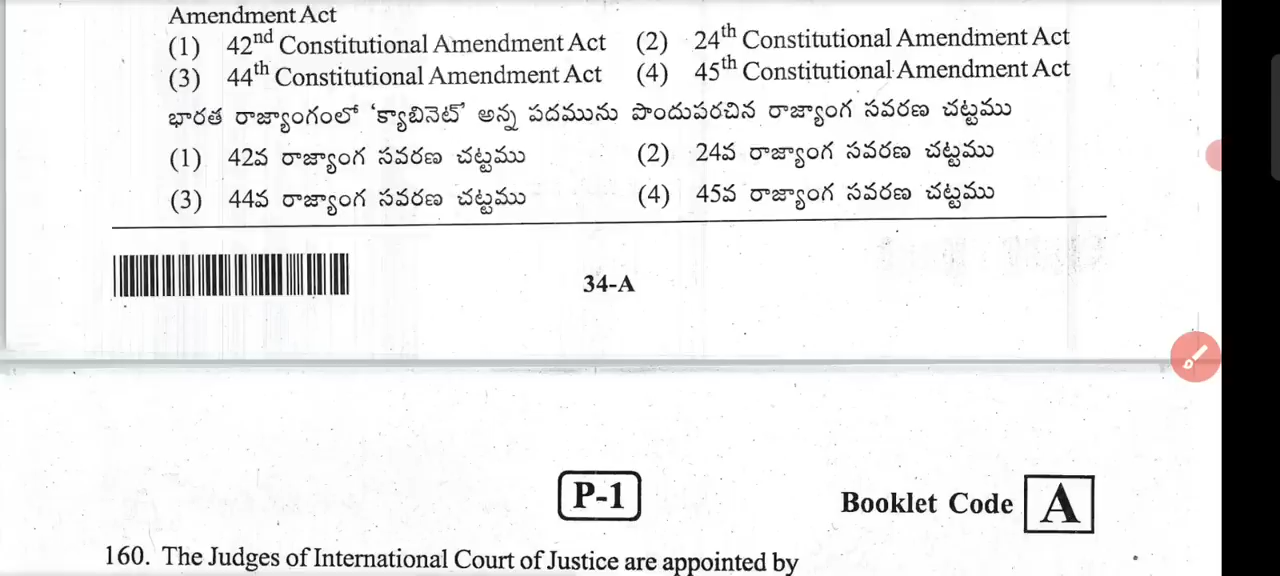 Amendment Act
(1) 42nd Constitutional Amendment Act (2) 24th Constitutional Amendment Act
(3) 44th Constitutional Amendment Act (4) 45th Constitutional Amendment Act
భారత రాజ్యాంగంలో ‘క్యాబినెట్’ అన్న పదమును పొందుపరచిన రాజ్యాంగ సవరణ చట్టము
(1) 42వ రాజ్యాంగ సవరణ చట్టము (2) 24వ రాజ్యాంగ సవరణ చట్టము
(3) 44వ రాజ్యాంగ సవరణ చట్టము (4) 45వ రాజ్యాంగ సవరణ చట్టము
34-A
P-1
Booklet Code A
160. The Judges of International Court of Justice are appointed by